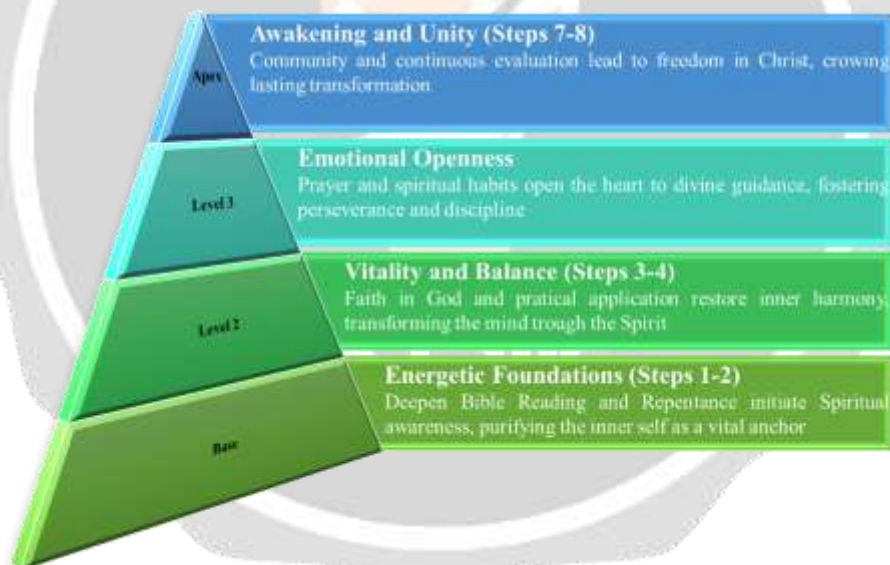 Apex
Awakening and Unity (Steps 7-8)
Community and continuous evaluation lead to freedom in Christ, crowing
lasting transformation
Level 3
Emotional Openness
Prayer and spiritual habits open the heart to divine guidance, fostering
perseverance and discipline
Level 2
Vitality and Balance (Steps 3-4)
Faith in God and pratical application restore inner harmony,
transforming the mind trough the Spirit
Base
Energetic Foundations (Steps 1-2)
Deepen Bible Reading and Repentance initiate Spiritual
awareness, purifying the inner self as a vital anchor